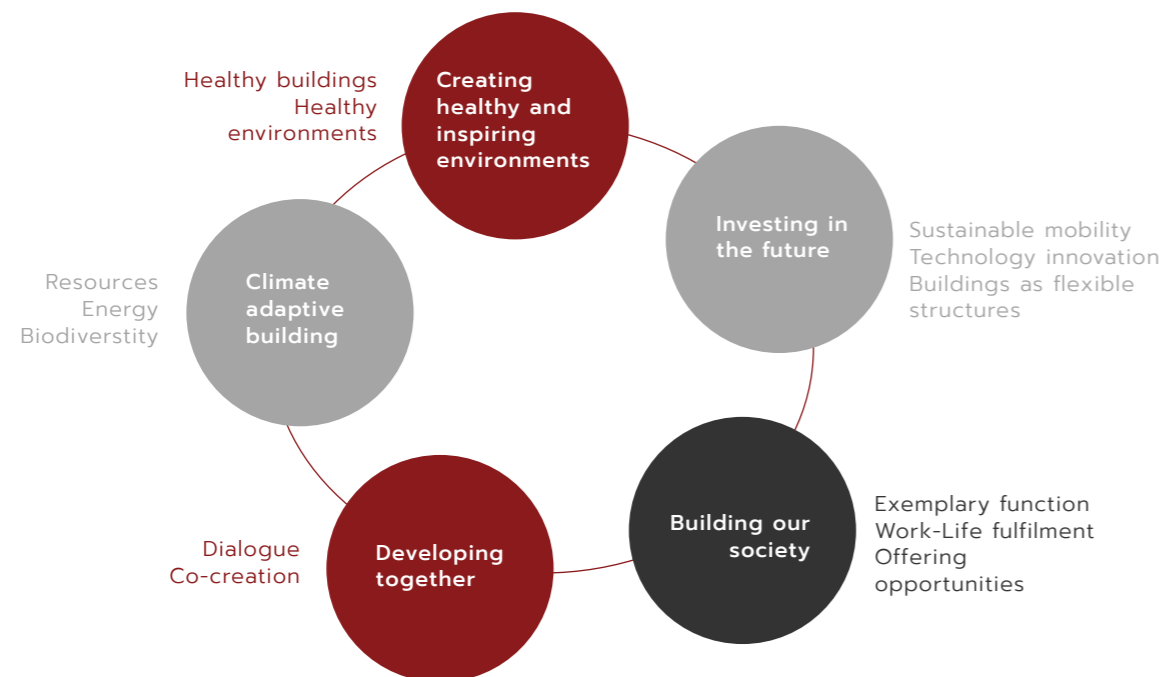 Healthy buildings
Healthy
environments
Creating
healthy and
inspiring
environments
Investing in
the future
Sustainable mobility
Technology innovation
Buildings as flexible
structures
Resources
Energy
Biodiverstity
Climate
adaptive
building
Building our
society
Exemplary function
Work-Life fulfilment
Offering
opportunities
Dialogue
Co-creation
Developing
together